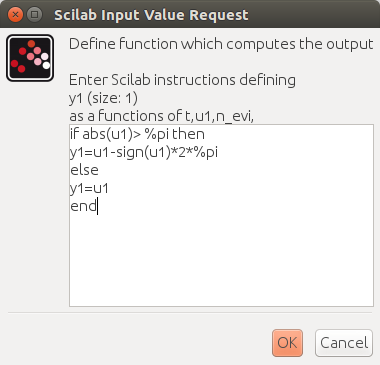 Scilab Input Value Request
Define function which computes the output
Enter Scilab instructions defining
y1 (size: 1)
as a functions of t,u1,n_evi,
if abs(u1)> %pi then
y1=u1-sign(u1)*2*%pi
else
y1=u1
end
OK Cancel